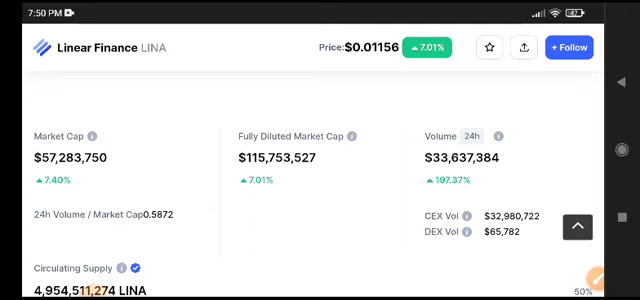 7:50 PM
47
Linear Finance LINA
Price:$0.01156
7.01%
+ Follow
Market Cap
Fully Diluted Market Cap
Volume 24h
$57,283,750
$115,753,527
$33,637,384
7.40%
7.01%
197.37%
24h Volume / Market Cap0.5872
CEX Vol $32,980,722
DEX Vol $65,782
Circulating Supply
4,954,511,274 LINA
50%